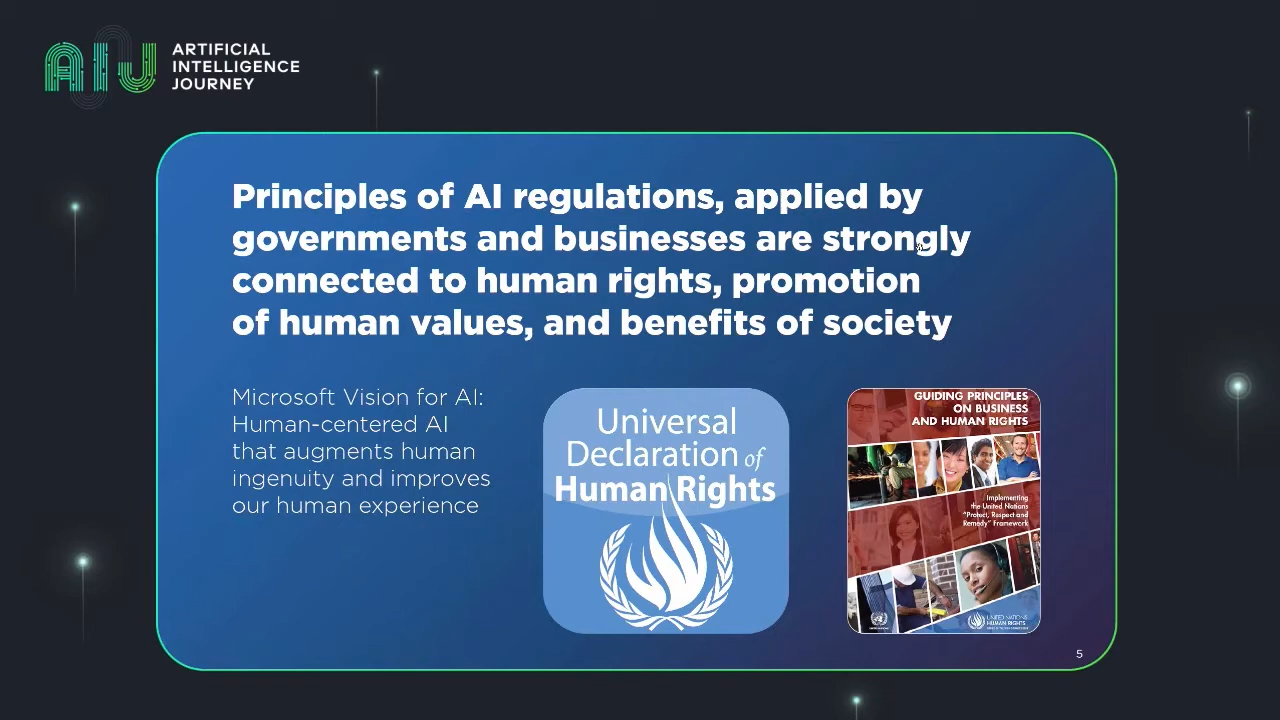 AIJ
ARTIFICIAL
INTELLIGENCE
JOURNEY
Principles of AI regulations, applied by
governments and businesses are strongly
connected to human rights, promotion
of human values, and benefits of society
Microsoft Vision for AI:
Human-centered AI
that augments human
ingenuity and improves
our human experience
Universal
Declaration of
Human Rights
GUIDING PRINCIPLES
ON BUSINESS
AND HUMAN RIGHTS
Implementing
the United Nations
“Protect, Respect and
Remedy” Framework
UNITED NATIONS
HUMAN RIGHTS
5